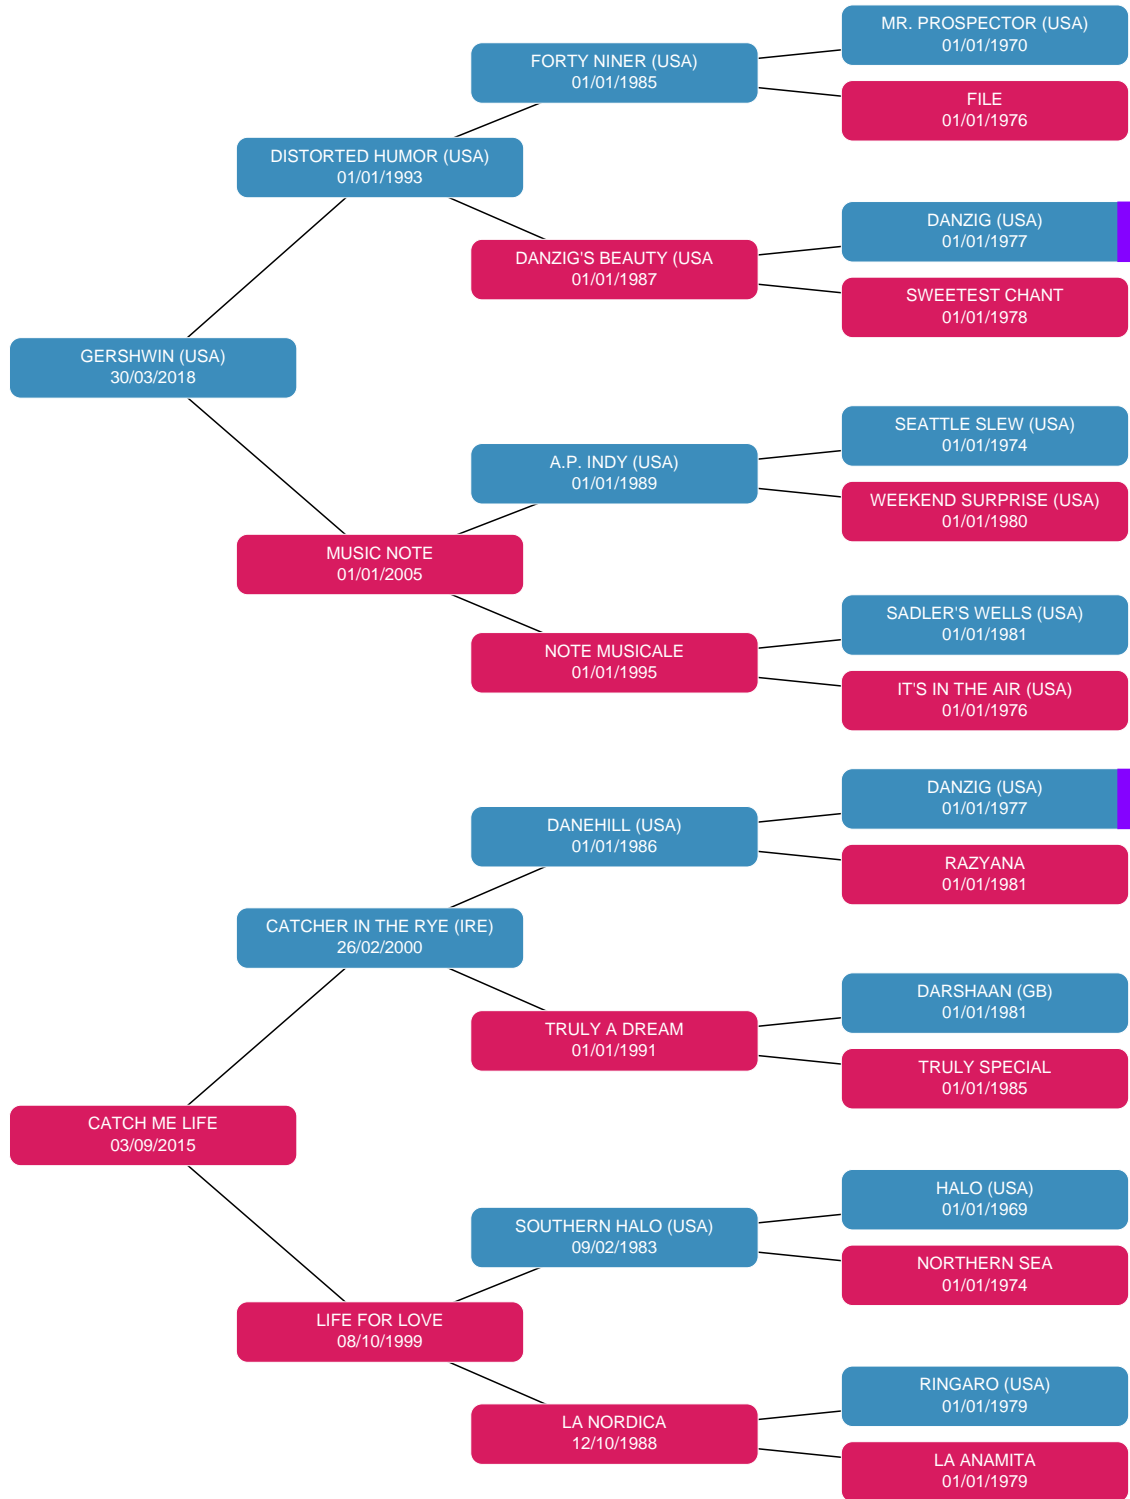 MR. PROSPECTOR (USA)
01/01/1970
FORTY NINER (USA)
01/01/1985
FILE
01/01/1976
DISTORTED HUMOR (USA)
01/01/1993
DANZIG (USA)
01/01/1977
DANZIG'S BEAUTY (USA
01/01/1987
SWEETEST CHANT
01/01/1978
GERSHWIN (USA)
30/03/2018
SEATTLE SLEW (USA)
01/01/1974
A.P. INDY (USA)
01/01/1989
WEEKEND SURPRISE (USA)
01/01/1980
MUSIC NOTE
01/01/2005
SADLER'S WELLS (USA)
01/01/1981
NOTE MUSICALE
01/01/1995
IT'S IN THE AIR (USA)
01/01/1976
DANZIG (USA)
01/01/1977
DANEHILL (USA)
01/01/1986
RAZYANA
01/01/1981
CATCHER IN THE RYE (IRE)
26/02/2000
DARSHAAN (GB)
01/01/1981
TRULY A DREAM
01/01/1991
TRULY SPECIAL
01/01/1985
CATCH ME LIFE
03/09/2015
HALO (USA)
01/01/1969
SOUTHERN HALO (USA)
09/02/1983
NORTHERN SEA
01/01/1974
LIFE FOR LOVE
08/10/1999
RINGARO (USA)
01/01/1979
LA NORDICA
12/10/1988
LA ANAMITA
01/01/1979